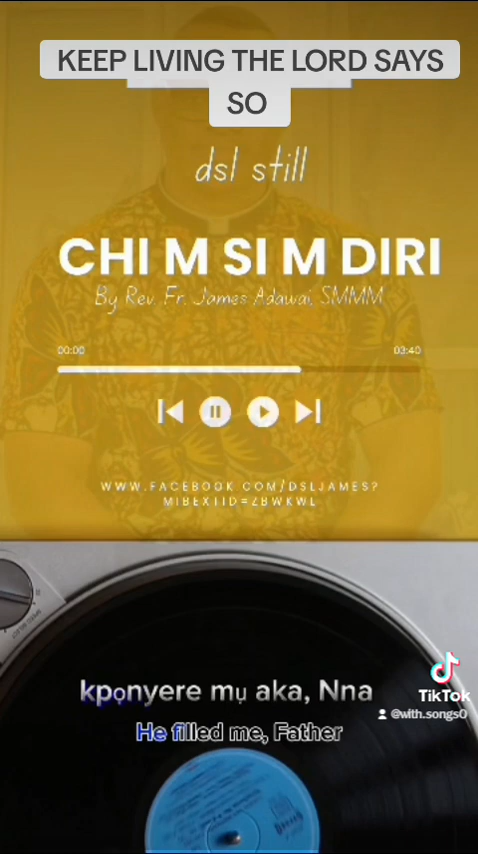 KEEP LIVING THE LORD SAYS
SO
dsl still
CHI M SI M DIRI
By Rev. Fr. James Adawai, SMMM
00:00
03:40
WWW.FACEBOOK.COM/DSLJAMES?
MIBEXTID=ZBWKWL
kpọnyere mụ aka, Nna
He filled me, Father
TikTok
@with.songs0